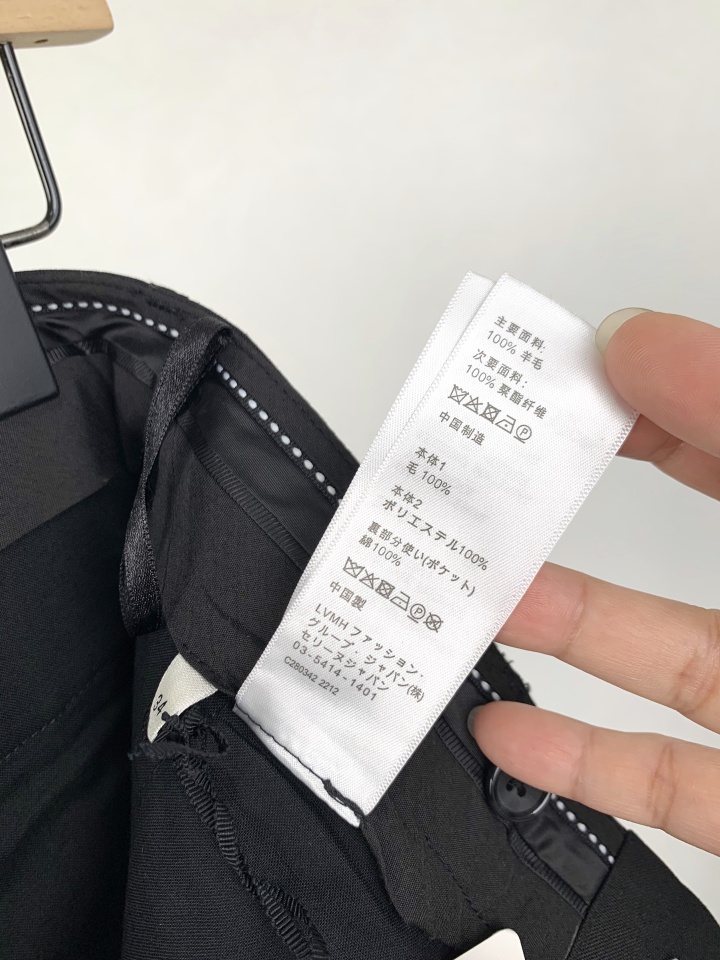 主要面料:
100% 羊毛
次要面料:
100% 聚酯纤维
中国制造
本体1
毛 100%
本体2
ポリエステル100%
裏部分使い(ポケット)
綿100%
中国製
LVMH ファッション・
グループ・ジャパン(株)
セリーヌジャパン
03-5414-1401
C280342 2212
34